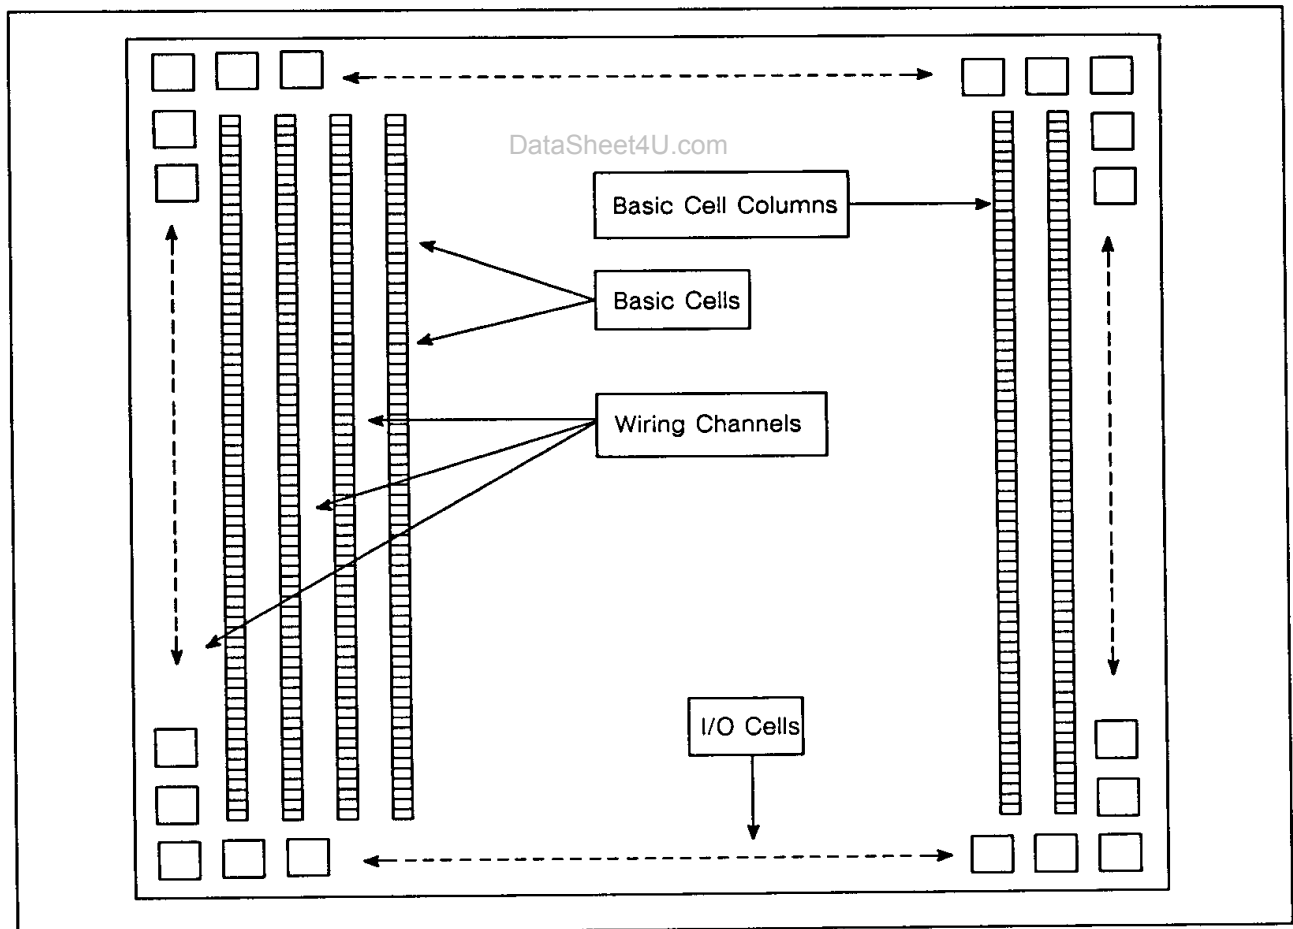 DataSheet4U.com
Basic Cell Columns
Basic Cells
Wiring Channels
I/O Cells